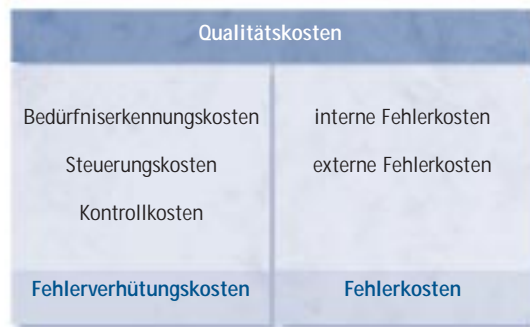 Qualitätskosten
Bedürfniserkennungskosten
Steuerungskosten
Kontrollkosten
Fehlerverhütungskosten
interne Fehlerkosten
externe Fehlerkosten
Fehlerkosten